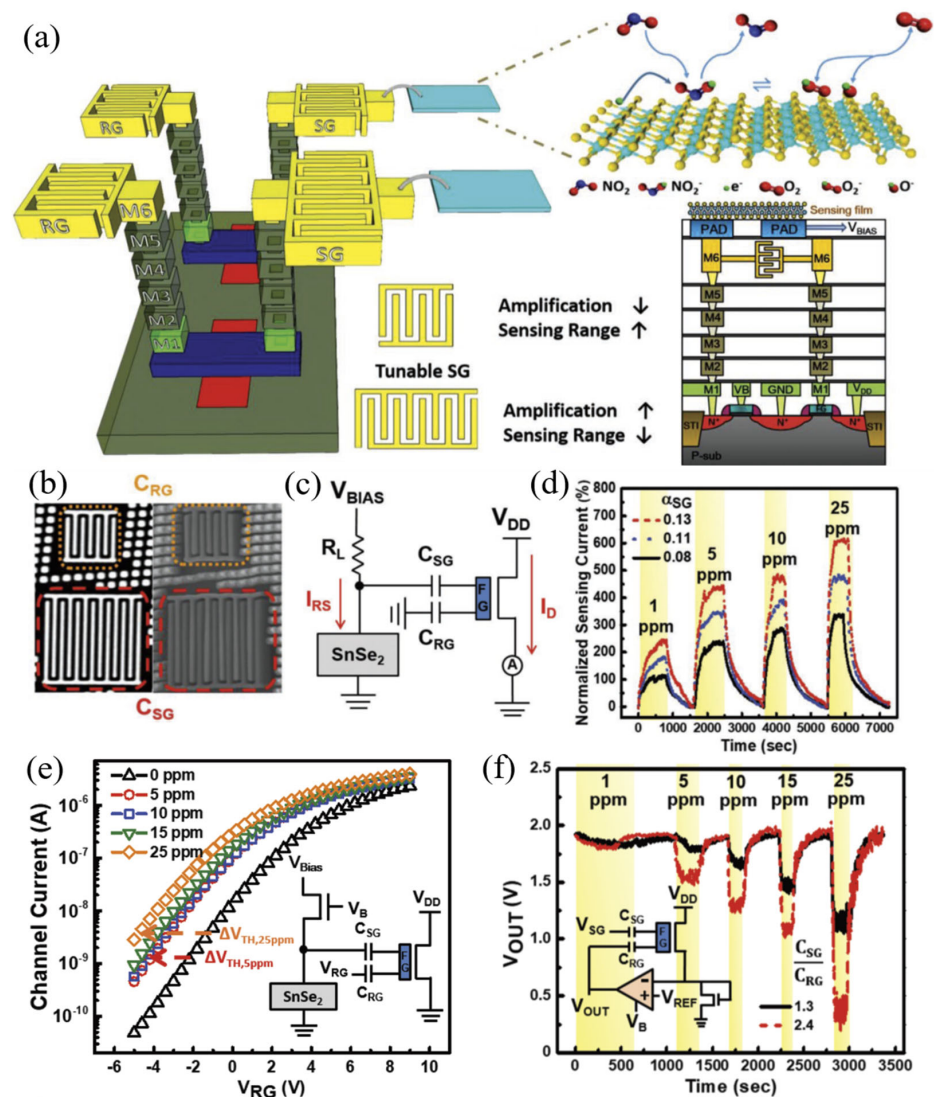 (a)
RG
SG
RG
M6
SG
M5
M4
M3
M2
M1
Tunable SG
Amplification ↓
Sensing Range ↑
Amplification ↑
Sensing Range ↓
NO2 NO2- e- O2 O2- O-
Sensing film
PAD PAD VBIAS
M6 M6
M5 M5
M4 M4
M3 M3
M2 M2
M1 VB GND M1 VDD
STI N+ N+ N+ STI
P-sub
(b)
CRG
CSG
(c)
VBIAS
VDD
RL
CSG
FG
IRS
CRG
ID
SnSe2
A
(d)
Normalized Sensing Current (%)
800
700
600
500
400
300
200
100
0
αSG
0.13
0.11
0.08
1
ppm
5
ppm
10
ppm
25
ppm
0 1000 2000 3000 4000 5000 6000 7000
Time (sec)
(e)
Channel Current (A)
10-6
10-7
10-8
10-9
10-10
0 ppm
5 ppm
10 ppm
15 ppm
25 ppm
ΔVTH,25ppm
ΔVTH,5ppm
VBias
VB
VDD
CSG
FG
VRG
CRG
SnSe2
-6 -4 -2 0 2 4 6 8 10
VRG (V)
(f)
VOUT (V)
2.5
2.0
1.5
1.0
0.5
0.0
1
ppm
5
ppm
10
ppm
15
ppm
25
ppm
VDD
VSG
CSG
FG
CRG
VOUT
- +
VREF
VB
CSG
CRG
1.3
2.4
0 500 1000 1500 2000 2500 3000 3500
Time (sec)